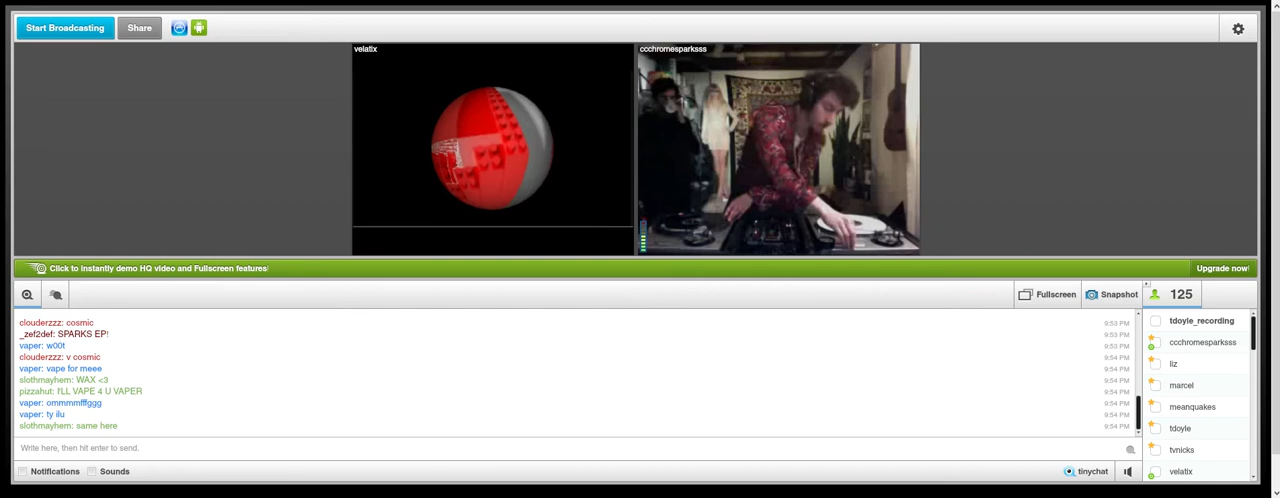 Start Broadcasting
Share
velatix
ccchromesparksss
Click to instantly demo HQ video and Fullscreen features!
Upgrade now!
Fullscreen
Snapshot
125
clouderzzz: cosmic 9:53 PM
_zef2def: SPARKS EP! 9:53 PM
vaper: w00t 9:53 PM
clouderzzz: v cosmic 9:54 PM
vaper: vape for meee 9:54 PM
slothmayhem: WAX <3 9:54 PM
pizzahut: I'LL VAPE 4 U VAPER 9:54 PM
vaper: ommmmfffggg 9:54 PM
vaper: ty ilu 9:54 PM
slothmayhem: same here 9:54 PM
Write here, then hit enter to send.
Notifications
Sounds
tinychat
tdoyle_recording
ccchromesparksss
liz
marcel
meanquakes
tdoyle
tvnicks
velatix